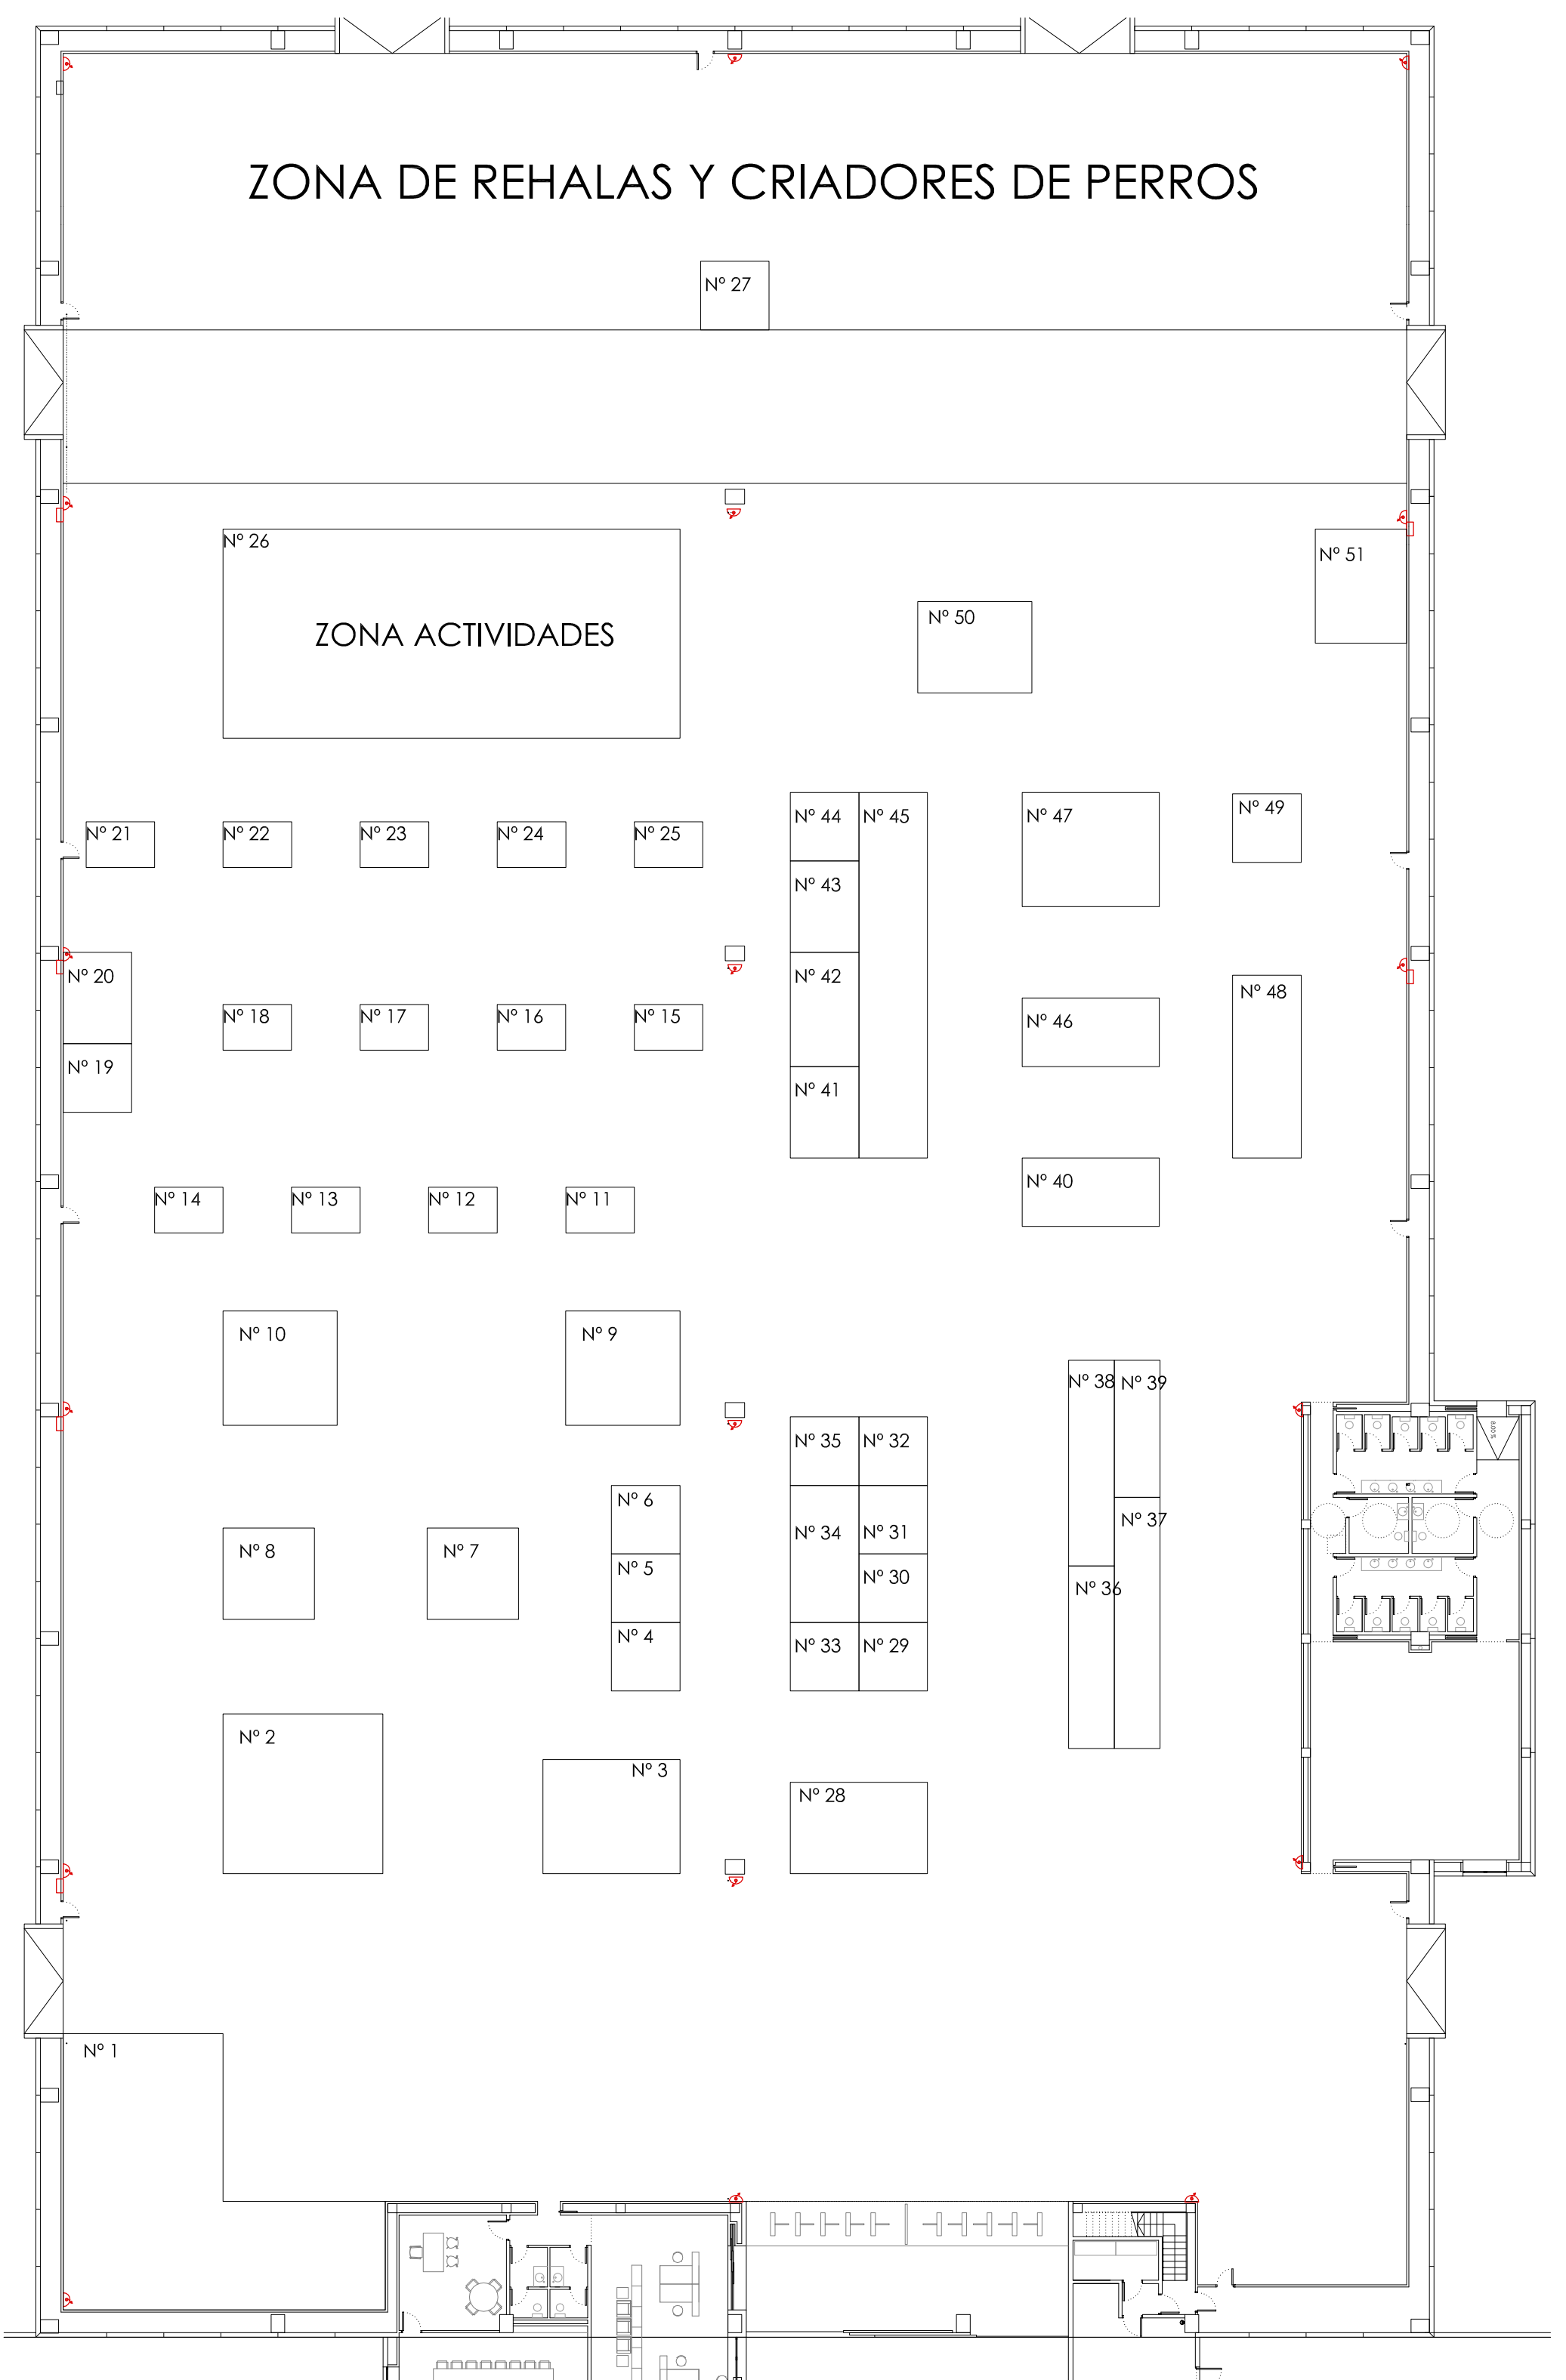 ZONA DE REHALAS Y CRIADORES DE PERROS
Nº 27
Nº 26
ZONA ACTIVIDADES
Nº 51
Nº 50
Nº 44
Nº 45
Nº 47
Nº 49
Nº 21
Nº 22
Nº 23
Nº 24
Nº 25
Nº 43
Nº 20
Nº 42
Nº 48
Nº 18
Nº 17
Nº 16
Nº 15
Nº 46
Nº 19
Nº 41
Nº 40
Nº 14
Nº 13
Nº 12
Nº 11
Nº 10
Nº 9
Nº 38
Nº 39
Nº 35
Nº 32
8.00 %
Nº 6
Nº 34
Nº 31
Nº 37
Nº 8
Nº 7
Nº 5
Nº 30
Nº 36
Nº 4
Nº 33
Nº 29
Nº 2
Nº 3
Nº 28
Nº 1